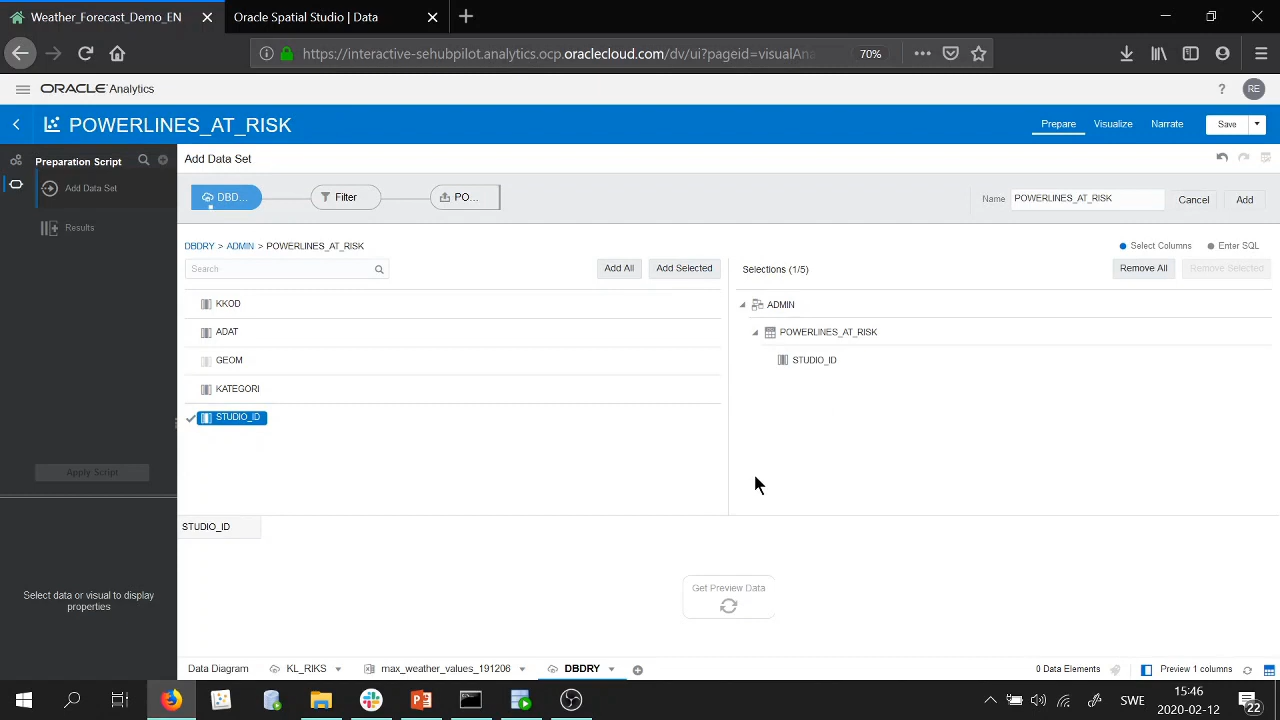 Weather_Forecast_Demo_EN
Oracle Spatial Studio | Data
https://interactive-sehubpilot.analytics.ocp.oraclecloud.com/dv/ui?pageid=visualAna
70%
ORACLE Analytics
?
RE
POWERLINES_AT_RISK
Prepare
Visualize
Narrate
Save
Preparation Script
Add Data Set
Add Data Set
Results
DBD...
Filter
PO...
Name
POWERLINES_AT_RISK
Cancel
Add
DBDRY > ADMIN > POWERLINES_AT_RISK
Select Columns
Enter SQL
Search
Add All
Add Selected
Selections (1/5)
Remove All
Remove Selected
KKOD
ADAT
GEOM
KATEGORI
STUDIO_ID
ADMIN
POWERLINES_AT_RISK
STUDIO_ID
Apply Script
STUDIO_ID
Get Preview Data
Select data or visual to display
properties
Data Diagram
KL_RIKS
max_weather_values_191206
DBDRY
0 Data Elements
Preview 1 columns
SWE
15:46
2020-02-12
22